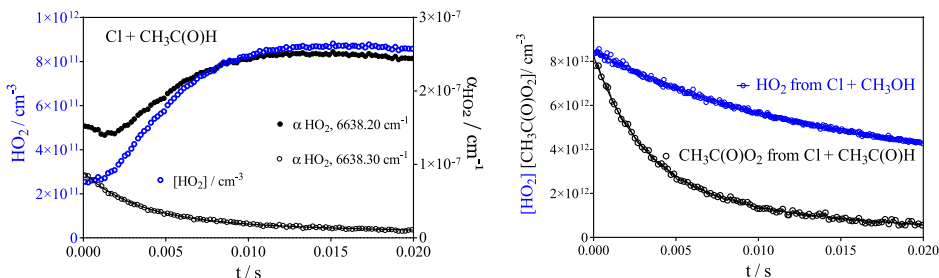 1×10¹²
8×10¹¹
6×10¹¹
4×10¹¹
2×10¹¹
0
HO₂ / cm⁻³
Cl + CH₃C(O)H
α HO₂, 6638.20 cm⁻¹
α HO₂, 6638.30 cm⁻¹
[HO₂] / cm⁻³
3×10⁻⁷
2×10⁻⁷
1×10⁻⁷
0
α_HO₂ / cm⁻¹
0.000 0.005 0.010 0.015 0.020
t / s
8×10¹²
6×10¹²
4×10¹²
2×10¹²
0
[HO₂] [CH₃C(O)O₂]/ cm⁻³
HO₂ from Cl + CH₃OH
CH₃C(O)O₂ from Cl + CH₃C(O)H
0.000 0.005 0.010 0.015 0.020
t / s